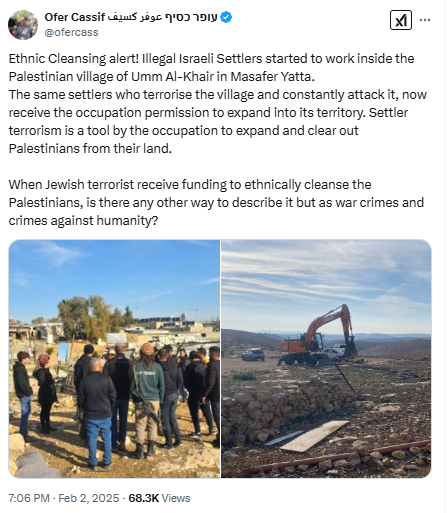 Ofer Cassif עופר כסיף عوفر كسيف
@ofercass
Ethnic Cleansing alert! Illegal Israeli Settlers started to work inside the
Palestinian village of Umm Al-Khair in Masafer Yatta.
The same settlers who terrorise the village and constantly attack it, now
receive the occupation permission to expand into its territory. Settler
terrorism is a tool by the occupation to expand and clear out
Palestinians from their land.
When Jewish terrorist receive funding to ethnically cleanse the
Palestinians, is there any other way to describe it but as war crimes and
crimes against humanity?
7:06 PM · Feb 2, 2025 · 68.3K Views